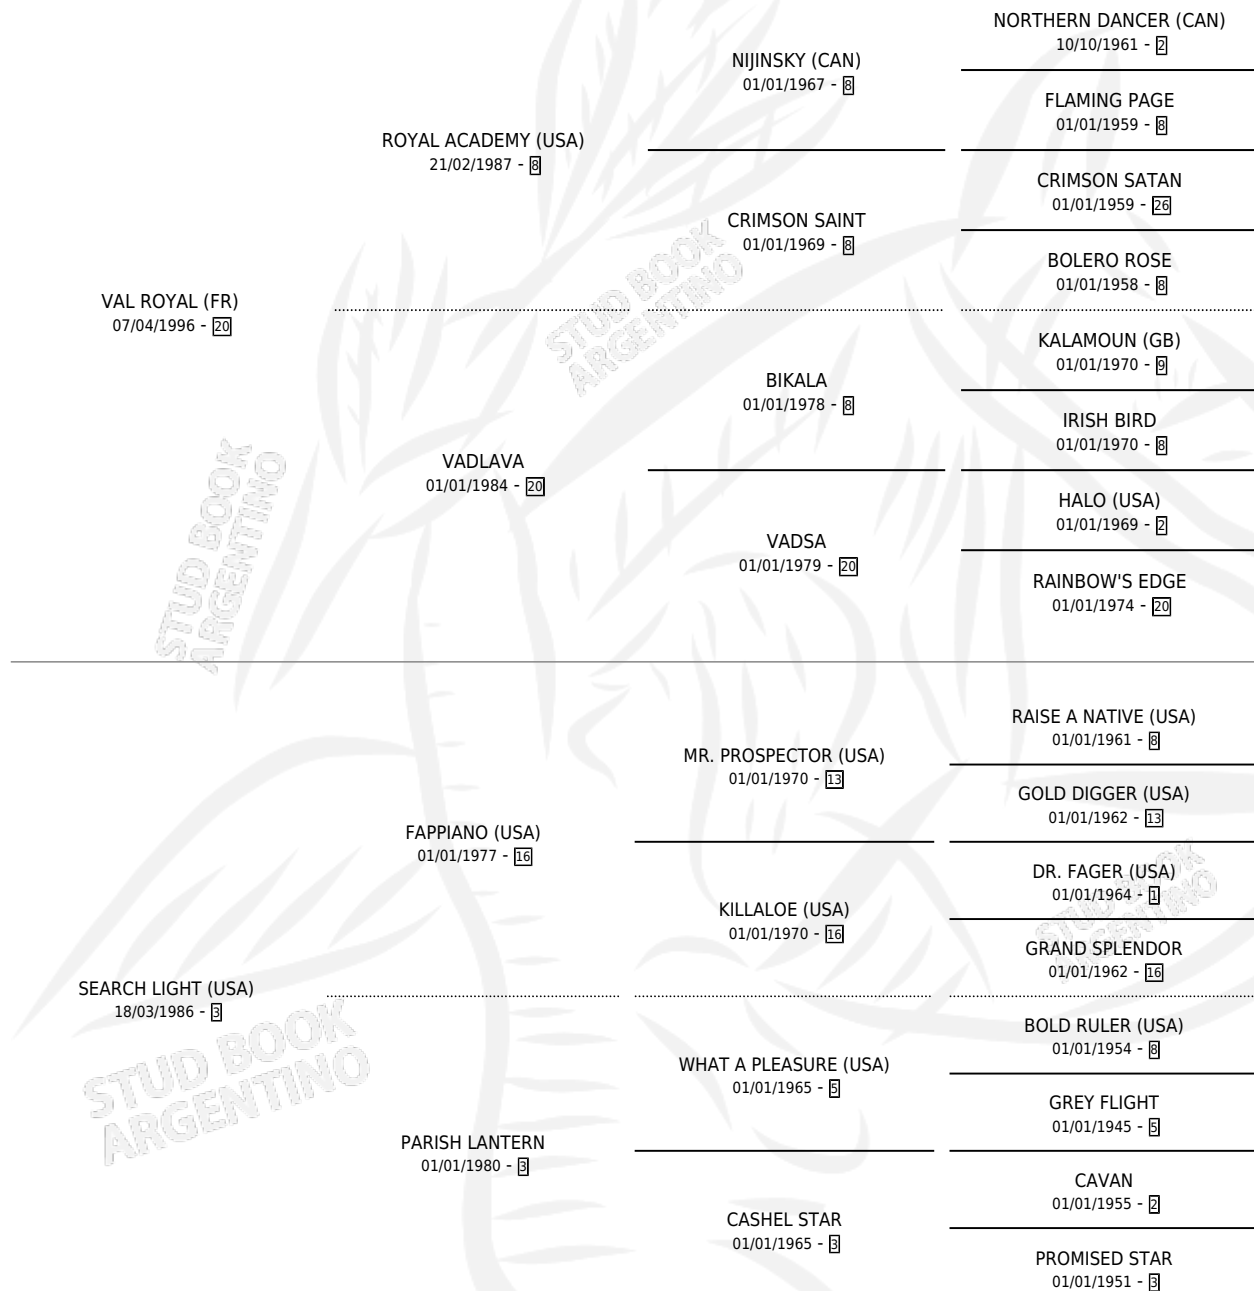 NORTHERN DANCER (CAN)
10/10/1961 - 2
NIJINSKY (CAN)
01/01/1967 - 8
FLAMING PAGE
01/01/1959 - 8
ROYAL ACADEMY (USA)
21/02/1987 - 8
CRIMSON SATAN
01/01/1959 - 26
CRIMSON SAINT
01/01/1969 - 8
BOLERO ROSE
01/01/1958 - 8
VAL ROYAL (FR)
07/04/1996 - 20
KALAMOUN (GB)
01/01/1970 - 9
BIKALA
01/01/1978 - 8
IRISH BIRD
01/01/1970 - 8
VADLAVA
01/01/1984 - 20
HALO (USA)
01/01/1969 - 2
VADSA
01/01/1979 - 20
RAINBOW'S EDGE
01/01/1974 - 20
RAISE A NATIVE (USA)
01/01/1961 - 8
MR. PROSPECTOR (USA)
01/01/1970 - 13
GOLD DIGGER (USA)
01/01/1962 - 13
FAPPIANO (USA)
01/01/1977 - 16
DR. FAGER (USA)
01/01/1964 - 1
KILLALOE (USA)
01/01/1970 - 16
GRAND SPLENDOR
01/01/1962 - 16
SEARCH LIGHT (USA)
18/03/1986 - 3
BOLD RULER (USA)
01/01/1954 - 8
WHAT A PLEASURE (USA)
01/01/1965 - 5
GREY FLIGHT
01/01/1945 - 5
PARISH LANTERN
01/01/1980 - 3
CAVAN
01/01/1955 - 2
CASHEL STAR
01/01/1965 - 3
PROMISED STAR
01/01/1951 - 3
STUD BOOK
ARGENTINO
STUD BOOK
ARGENTINO
STUD BOOK
ARGENTINO
STUD BOOK
ARGENTINO